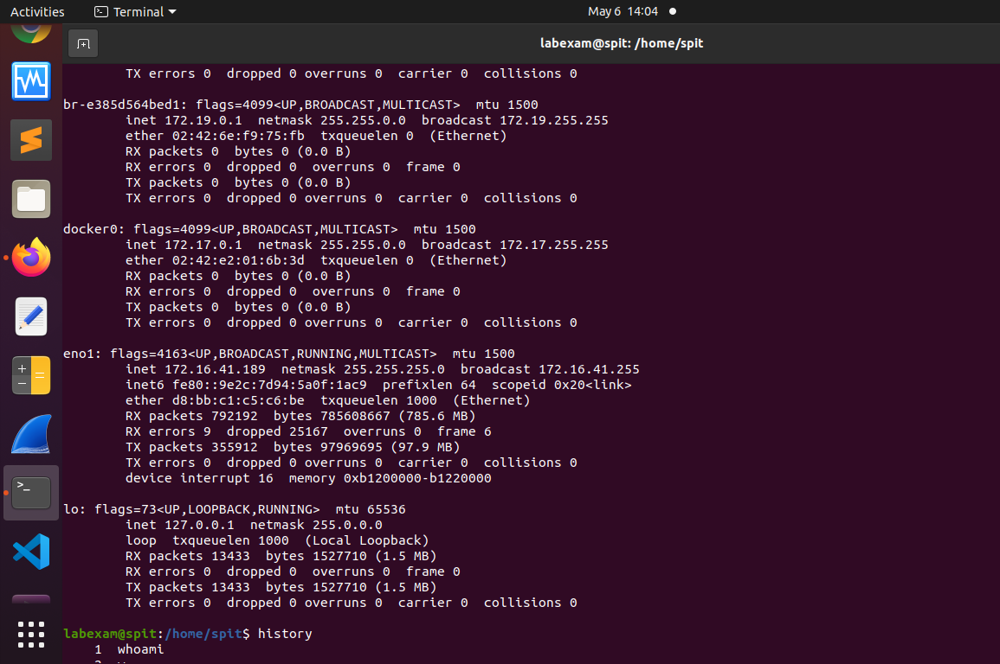 Activities Terminal May 6 14:04
labexam@spit: /home/spit
TX errors 0  dropped 0 overruns 0  carrier 0  collisions 0
br-e385d564bed1: flags=4099<UP,BROADCAST,MULTICAST>  mtu 1500
inet 172.19.0.1  netmask 255.255.0.0  broadcast 172.19.255.255
ether 02:42:6e:f9:75:fb  txqueuelen 0  (Ethernet)
RX packets 0  bytes 0 (0.0 B)
RX errors 0  dropped 0  overruns 0  frame 0
TX packets 0  bytes 0 (0.0 B)
TX errors 0  dropped 0 overruns 0  carrier 0  collisions 0
docker0: flags=4099<UP,BROADCAST,MULTICAST>  mtu 1500
inet 172.17.0.1  netmask 255.255.0.0  broadcast 172.17.255.255
ether 02:42:e2:01:6b:3d  txqueuelen 0  (Ethernet)
RX packets 0  bytes 0 (0.0 B)
RX errors 0  dropped 0  overruns 0  frame 0
TX packets 0  bytes 0 (0.0 B)
TX errors 0  dropped 0 overruns 0  carrier 0  collisions 0
eno1: flags=4163<UP,BROADCAST,RUNNING,MULTICAST>  mtu 1500
inet 172.16.41.189  netmask 255.255.255.0  broadcast 172.16.41.255
inet6 fe80::9e2c:7d94:5a0f:1ac9  prefixlen 64  scopeid 0x20<link>
ether d8:bb:c1:c5:c6:be  txqueuelen 1000  (Ethernet)
RX packets 792192  bytes 785608667 (785.6 MB)
RX errors 9  dropped 25167  overruns 0  frame 6
TX packets 355912  bytes 97969695 (97.9 MB)
TX errors 0  dropped 0 overruns 0  carrier 0  collisions 0
device interrupt 16  memory 0xb1200000-b1220000
lo: flags=73<UP,LOOPBACK,RUNNING>  mtu 65536
inet 127.0.0.1  netmask 255.0.0.0
loop  txqueuelen 1000  (Local Loopback)
RX packets 13433  bytes 1527710 (1.5 MB)
RX errors 0  dropped 0  overruns 0  frame 0
TX packets 13433  bytes 1527710 (1.5 MB)
TX errors 0  dropped 0 overruns 0  carrier 0  collisions 0
labexam@spit:/home/spit$ history
1  whoami